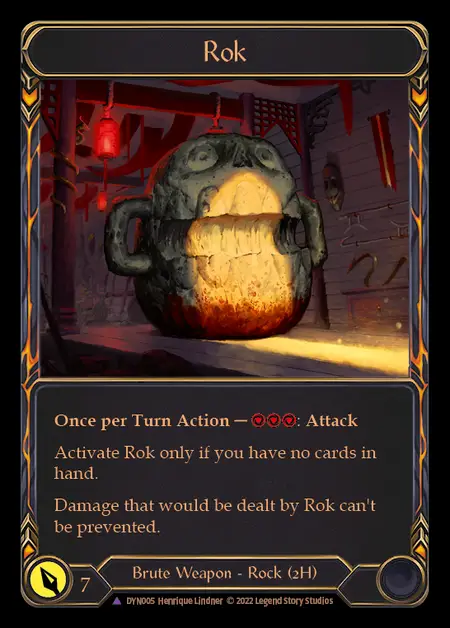 Rok
Once per Turn Action — : Attack
Activate Rok only if you have no cards in
hand.
Damage that would be dealt by Rok can't
be prevented.
7
Brute Weapon - Rock (2H)
DYN005 Henrique Lindner © 2022 Legend Story Studios